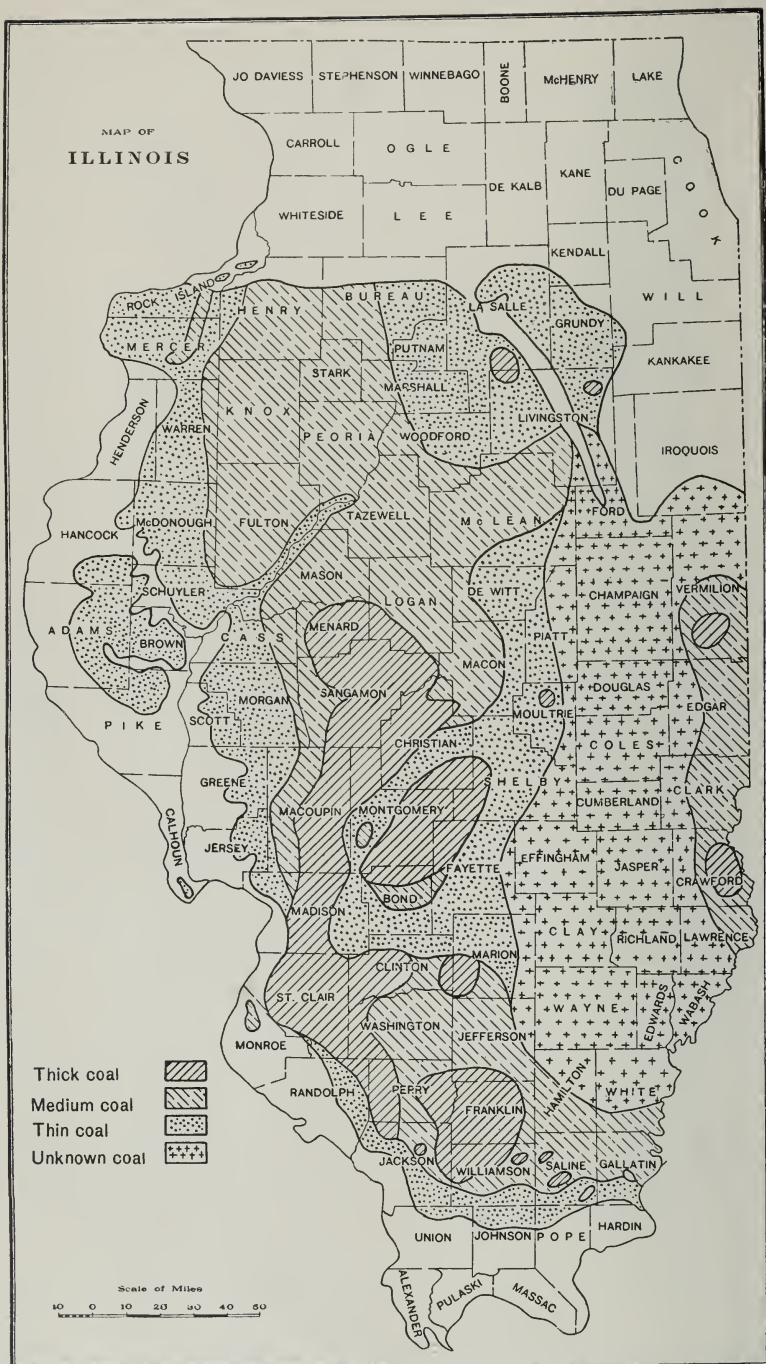 MAP OF
ILLINOIS
JO DAVIESS STEPHENSON WINNEBAGO BOONE McHENRY LAKE
CARROLL OGLE DE KALB KANE DU PAGE COOK
WHITESIDE LEE KENDALL WILL
ROCK ISLAND HENRY BUREAU LA SALLE GRUNDY
MERCER PUTNAM KANKAKEE
STARK MARSHALL
HENDERSON WARREN KNOX PEORIA WOODFORD LIVINGSTON IROQUOIS
HANCOCK McDONOUGH FULTON TAZEWELL McLEAN FORD
SCHUYLER MASON LOGAN DE WITT CHAMPAIGN VERMILION
ADAMS BROWN CASS MENARD MACON PIATT
PIKE SCOTT MORGAN SANGAMON MOULTRIE DOUGLAS EDGAR
CHRISTIAN COLES
GREENE MACOUPIN MONTGOMERY SHELBY CUMBERLAND CLARK
CALHOUN JERSEY FAYETTE EFFINGHAM JASPER CRAWFORD
BOND
MADISON CLAY RICHLAND LAWRENCE
CLINTON MARION
ST. CLAIR WAYNE EDWARDS WABASH
WASHINGTON JEFFERSON
MONROE
RANDOLPH PERRY FRANKLIN HAMILTON WHITE
JACKSON WILLIAMSON SALINE GALLATIN
UNION JOHNSON POPE HARDIN
ALEXANDER PULASKI MASSAC
Thick coal
Medium coal
Thin coal
Unknown coal
Scale of Miles
10 0 10 20 30 40 50